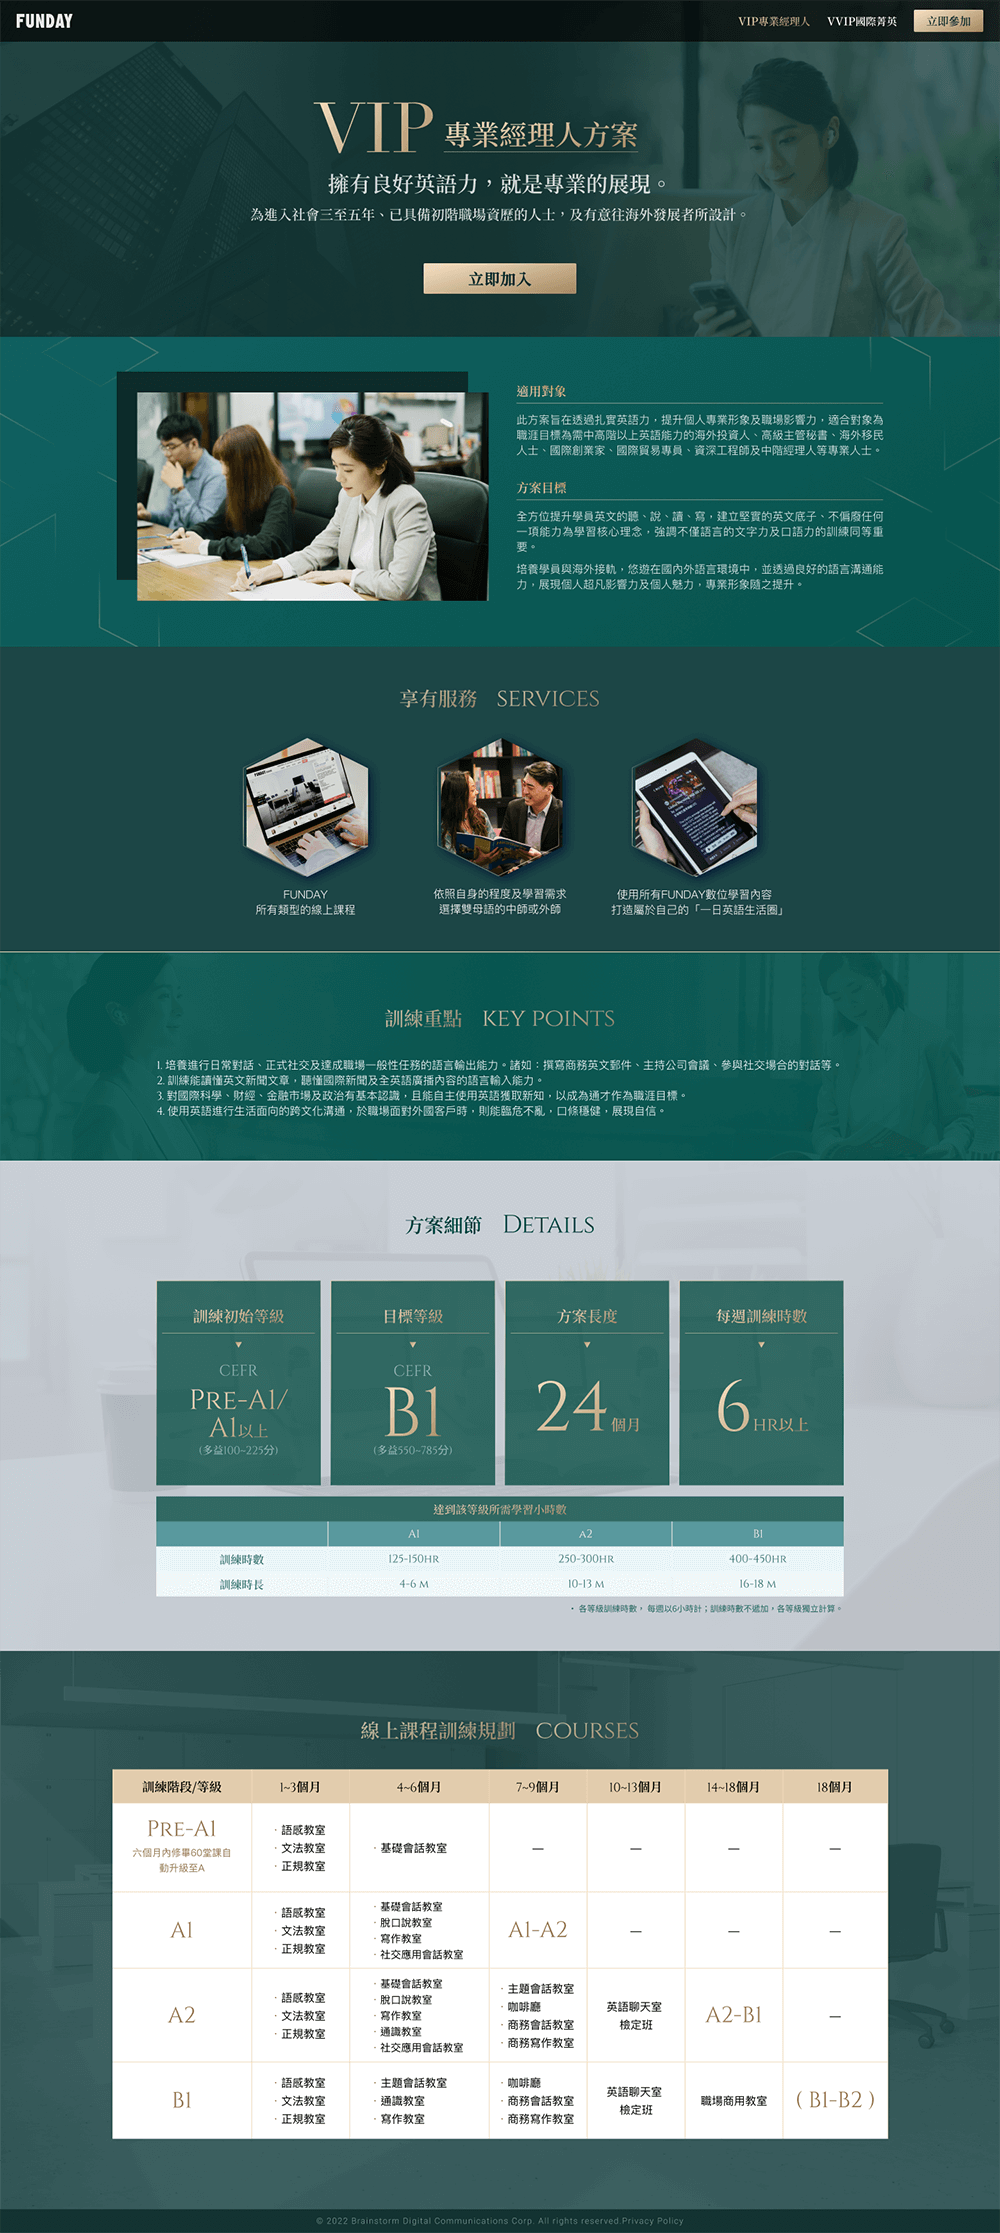 FUNDAY
VIP專業經理人 VVIP國際菁英 立即參加
VIP 專業經理人方案
擁有良好英語力，就是專業的展現。
為進入社會三至五年、已具備初階職場資歷的人士，及有意往海外發展者所設計。
立即加入
適用對象
此方案旨在透過扎實英語力，提升個人專業形象及職場影響力，適合對象為
職涯目標為需中高階以上英語能力的海外投資人、高級主管秘書、海外移民
人士、國際創業家、國際貿易專員、資深工程師及中階經理人等專業人士。
方案目標
全方位提升學員英文的聽、說、讀、寫，建立堅實的英文底子、不偏廢任何
一項能力為學習核心理念，強調不僅語言的文字力及口語力的訓練同等重
要。
培養學員與海外接軌，悠遊在國內外語言環境中，並透過良好的語言溝通能
力，展現個人超凡影響力及個人魅力，專業形象隨之提升。
享有服務 SERVICES
FUNDAY
所有類型的線上課程
依照自身的程度及學習需求
選擇雙母語的中師或外師
使用所有FUNDAY數位學習內容
打造屬於自己的「一日英語生活圈」
訓練重點 KEY POINTS
1. 培養進行日常對話、正式社交及達成職場一般性任務的語言輸出能力。諸如：撰寫商務英文郵件、主持公司會議、參與社交場合的對話等。
2. 訓練能讀懂英文新聞文章，聽懂國際新聞及全英語廣播內容的語言輸入能力。
3. 對國際科學、財經、金融市場及政治有基本認識，且能自主使用英語獲取新知，以成為通才作為職涯目標。
4. 使用英語進行生活面向的跨文化溝通，於職場面對外國客戶時，則能臨危不亂，口條穩健，展現自信。
方案細節 DETAILS
訓練初始等級
CEFR
PRE-A1/
A1以上
(多益100~225分)
目標等級
CEFR
B1
(多益550~785分)
方案長度
24個月
每週訓練時數
6HR以上
達到該等級所需學習小時數
A1 A2 B1
訓練時數 125-150HR 250-300HR 400-450HR
訓練時長 4-6 M 10-13 M 16-18 M
・各等級訓練時數， 每週以6小時計；訓練時數不遞加，各等級獨立計算。
線上課程訓練規劃 COURSES
訓練階段/等級 1~3個月 4~6個月 7~9個月 10~13個月 14~18個月 18個月
PRE-A1
六個月內修畢60堂課自
動升級至A
· 語感教室
· 文法教室
· 正規教室
· 基礎會話教室
— — — —
A1
· 語感教室
· 文法教室
· 正規教室
· 基礎會話教室
· 脫口說教室
· 寫作教室
· 社交應用會話教室
A1-A2
— — —
A2
· 語感教室
· 文法教室
· 正規教室
· 基礎會話教室
· 脫口說教室
· 寫作教室
· 通識教室
· 社交應用會話教室
· 主題會話教室
· 咖啡廳
· 商務會話教室
· 商務寫作教室
英語聊天室
檢定班
A2-B1
—
B1
· 語感教室
· 文法教室
· 正規教室
· 主題會話教室
· 通識教室
· 寫作教室
· 咖啡廳
· 商務會話教室
· 商務寫作教室
英語聊天室
檢定班
職場商用教室
( B1-B2 )
© 2022 Brainstorm Digital Communications Corp. All rights reserved.Privacy Policy